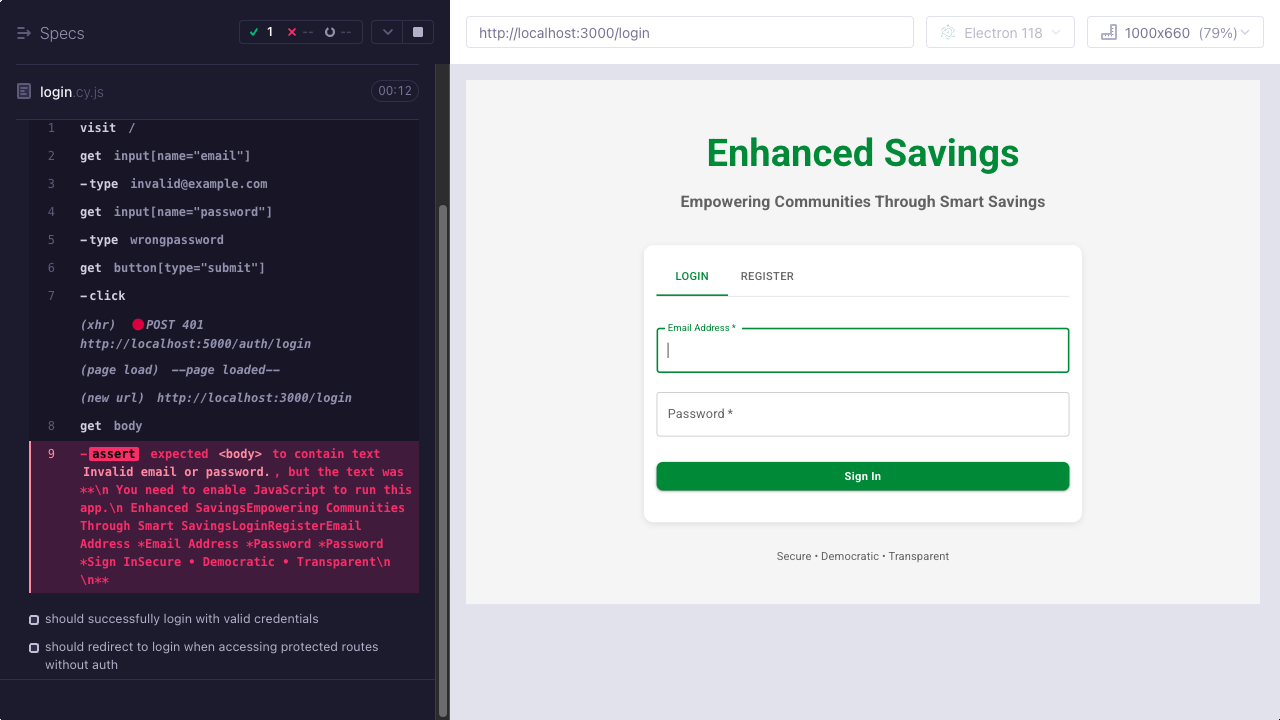 Specs
1
--
--
http://localhost:3000/login
Electron 118
1000x660 (79%)
login.cy.js
00:12
1 visit /
2 get input[name="email"]
3 -type invalid@example.com
4 get input[name="password"]
5 -type wrongpassword
6 get button[type="submit"]
7 -click
(xhr) POST 401
http://localhost:5000/auth/login
(page load) --page loaded--
(new url) http://localhost:3000/login
8 get body
9 -assert expected <body> to contain text
Invalid email or password., but the text was
**\n You need to enable JavaScript to run this
app.\n Enhanced SavingsEmpowering Communities
Through Smart SavingsLoginRegisterEmail
Address *Email Address *Password *Password
*Sign InSecure • Democratic • Transparent\n
\n**
should successfully login with valid credentials
should redirect to login when accessing protected routes
without auth
Enhanced Savings
Empowering Communities Through Smart Savings
LOGIN REGISTER
Email Address *
Password *
Sign In
Secure • Democratic • Transparent